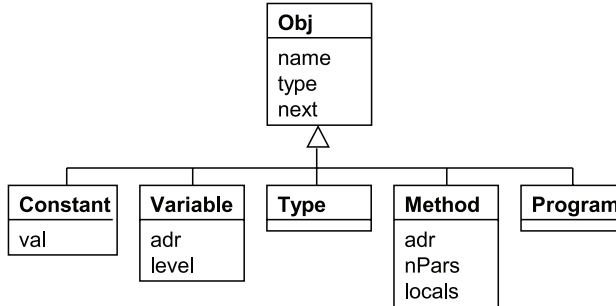 Obj
name
type
next
Constant
val
Variable
adr
level
Type
Method
adr
nPars
locals
Program